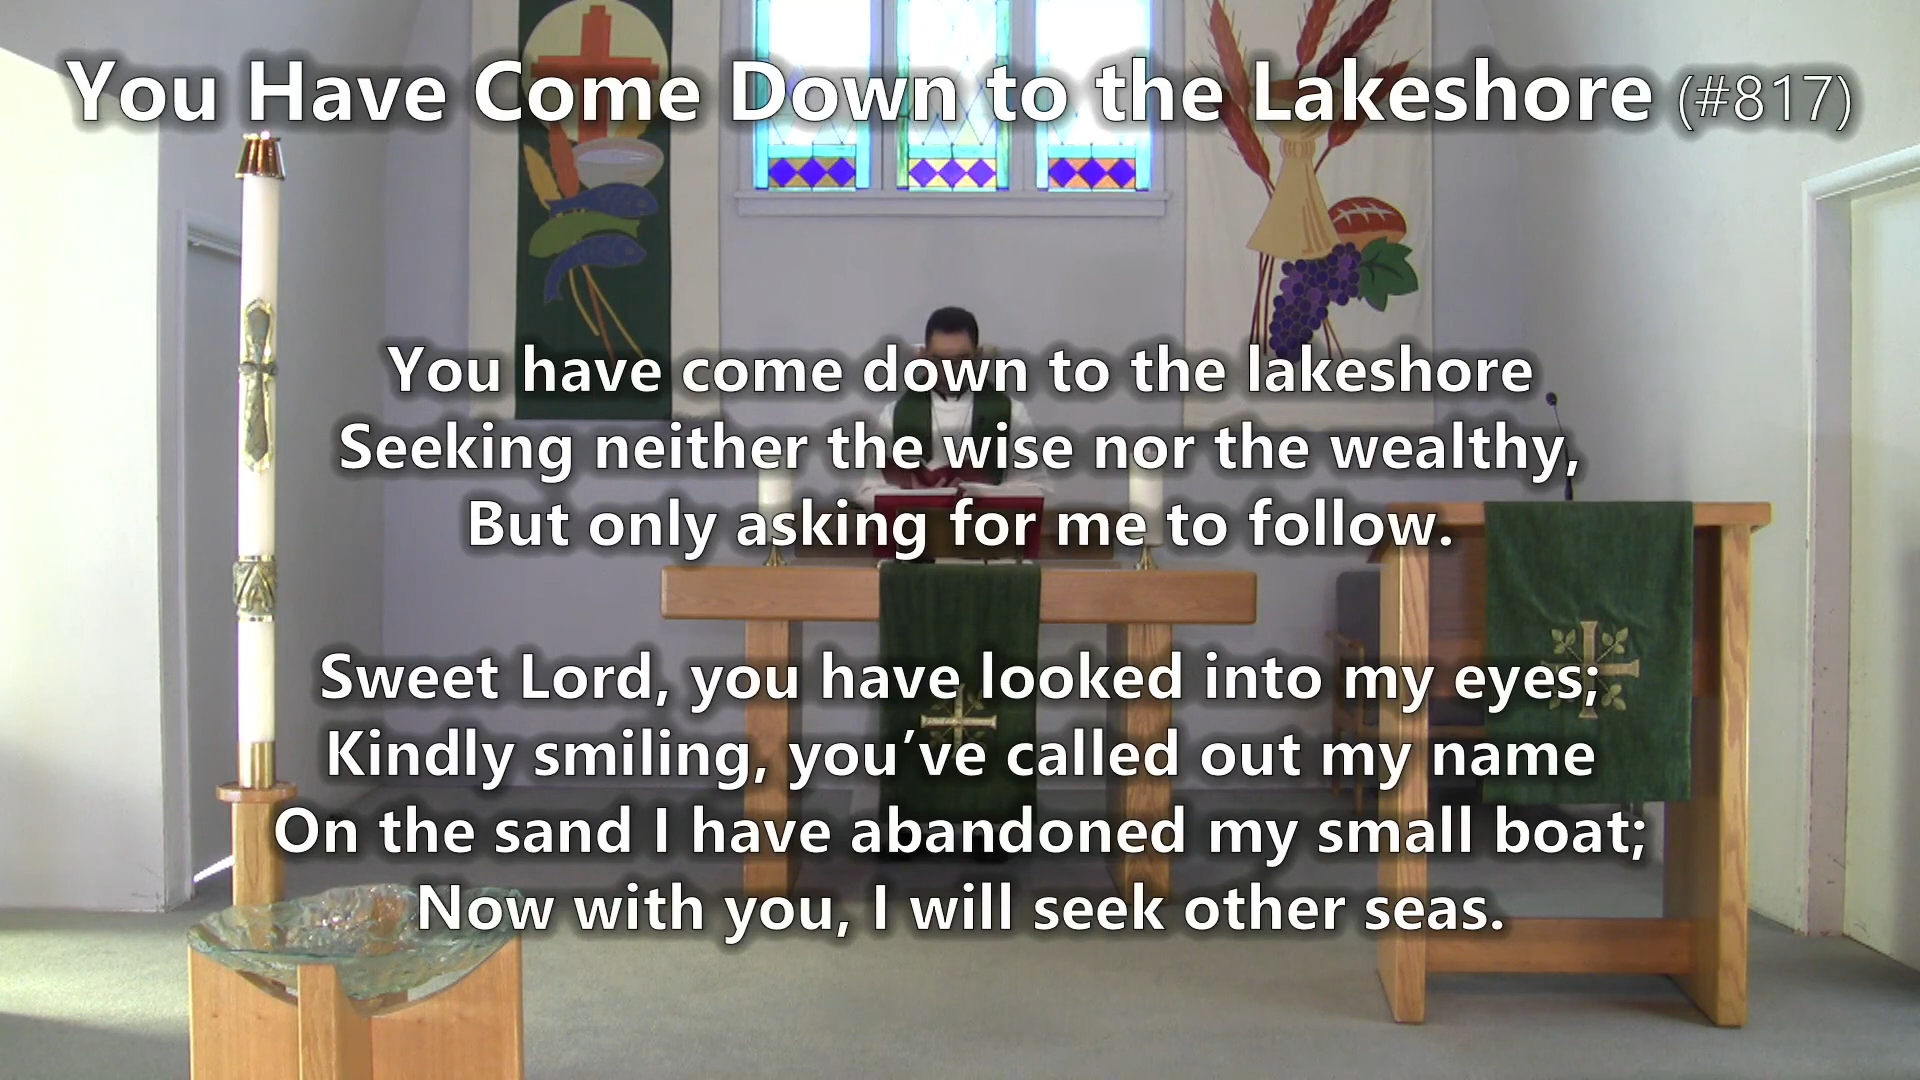 You Have Come Down to the Lakeshore (#817)
You have come down to the lakeshore
Seeking neither the wise nor the wealthy,
But only asking for me to follow.
Sweet Lord, you have looked into my eyes;
Kindly smiling, you’ve called out my name
On the sand I have abandoned my small boat;
Now with you, I will seek other seas.